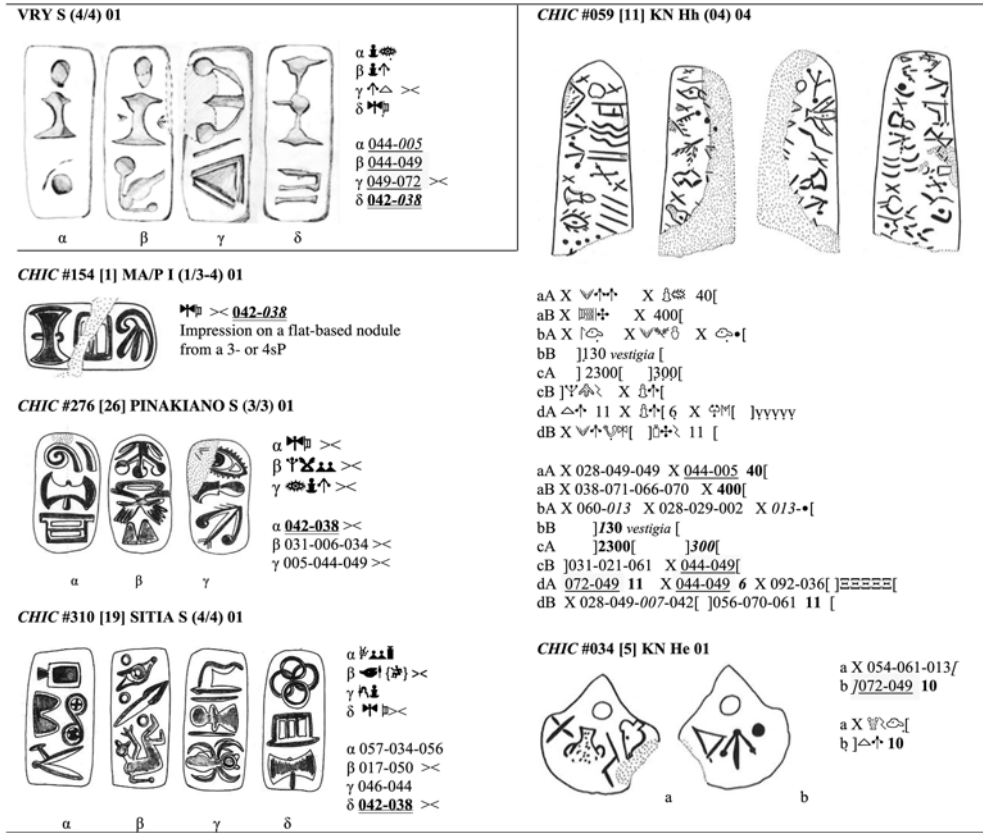 VRY S (4/4) 01
α
β
γ ><
δ
α 044-005
β 044-049
γ 049-072 ><
δ 042-038
α β γ δ
CHIC #154 [1] MA/P I (1/3-4) 01
>< 042-038
Impression on a flat-based nodule
from a 3- or 4sP
CHIC #276 [26] PINAKIANO S (3/3) 01
α ><
β ><
γ ><
α 042-038 ><
β 031-006-034 ><
γ 005-044-049 ><
α β γ
CHIC #310 [19] SITIA S (4/4) 01
α
β { } ><
γ
δ ><
α 057-034-056
β 017-050 ><
γ 046-044
δ 042-038 ><
α β γ δ
CHIC #059 [11] KN Hh (04) 04
aA X X 40[
aB X X 400[
bA X X X •[
bB ]130 vestigia [
cA ] 2300[ ]300[
cB ] X [
dA 11 X [ 6 X [ ]γγγγγ
dB X [ ] 11 [
aA X 028-049-049 X 044-005 40[
aB X 038-071-066-070 X 400[
bA X 060-013 X 028-029-002 X 013-•[
bB ]130 vestigia [
cA ]2300[ ]300[
cB ]031-021-061 X 044-049[
dA 072-049 11 X 044-049 6 X 092-036[ ]ΞΞΞΞΞ[
dB X 028-049-007-042[ ]056-070-061 11 [
CHIC #034 [5] KN He 01
a X 054-061-013[
b ]072-049 10
a X [
b ] 10
a b